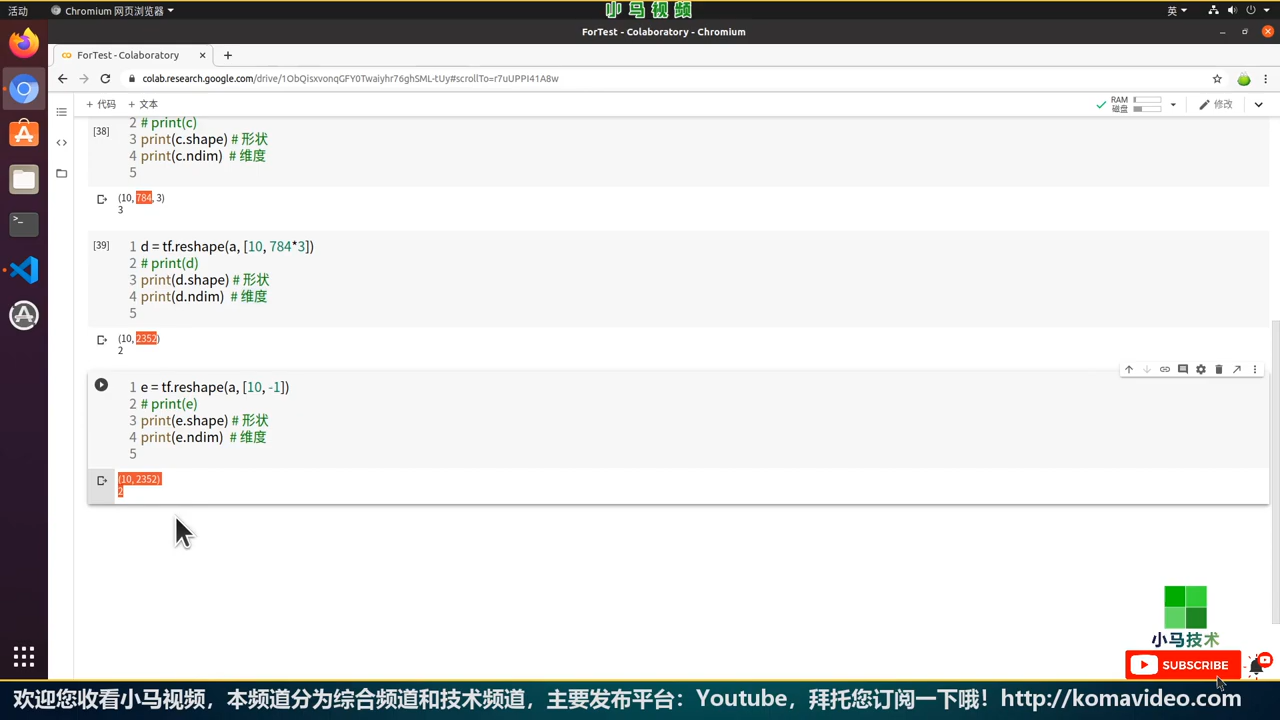 活动
Chromium 网页浏览器
小马视频
英
ForTest - Colaboratory - Chromium
ForTest - Colaboratory
colab.research.google.com/drive/1ObQisxvonqGFY0Twaiyhr76ghSML-tUy#scrollTo=r7uUPPI41A8w
+ 代码 + 文本
RAM
磁盘
修改
[38]
2 # print(c)
3 print(c.shape) # 形状
4 print(c.ndim) # 维度
5
(10, 784, 3)
3
[39]
1 d = tf.reshape(a, [10, 784*3])
2 # print(d)
3 print(d.shape) # 形状
4 print(d.ndim) # 维度
5
(10, 2352)
2
1 e = tf.reshape(a, [10, -1])
2 # print(e)
3 print(e.shape) # 形状
4 print(e.ndim) # 维度
5
(10, 2352)
2
小马技术
SUBSCRIBE
欢迎您收看小马视频，本频道分为综合频道和技术频道，主要发布平台：Youtube，拜托您订阅一下哦！http://komavideo.com